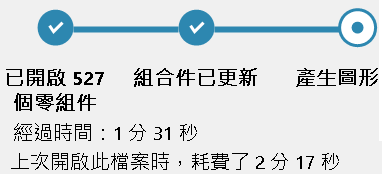 已開啟 527 組合件已更新 產生圖形
個零組件
經過時間：1 分 31 秒
上次開啟此檔案時，耗費了 2 分 17 秒